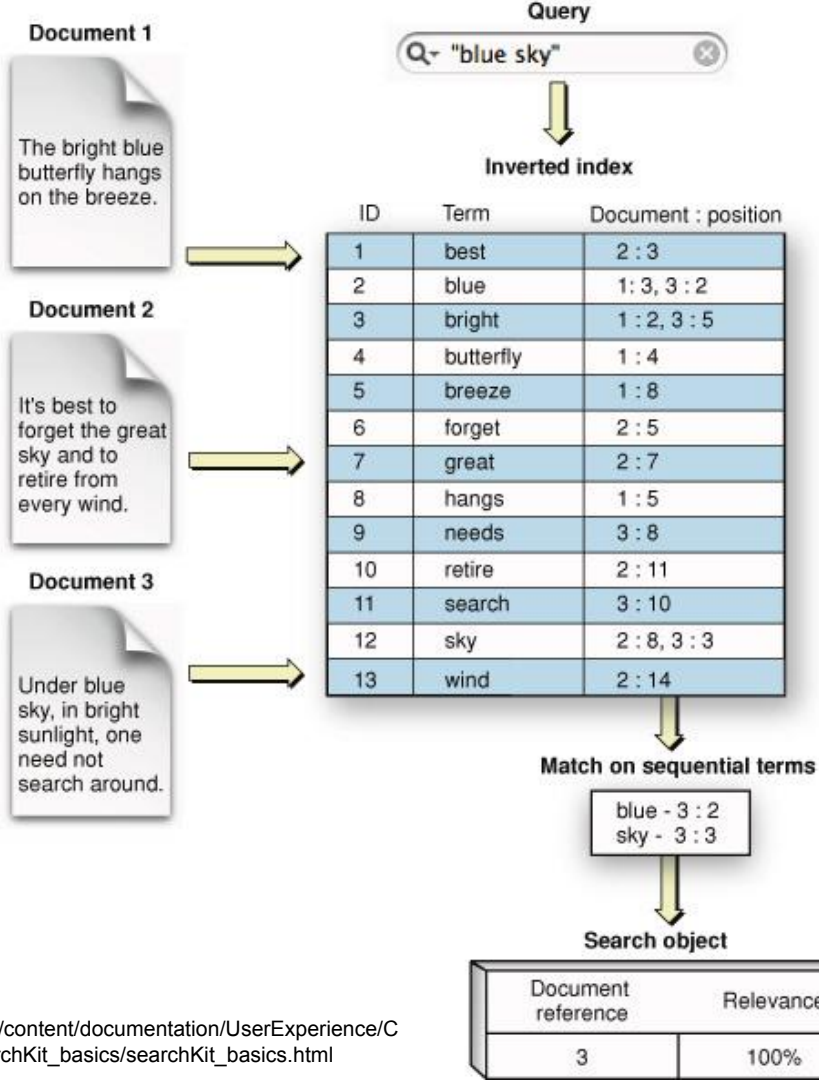 Document 1
The bright blue
butterfly hangs
on the breeze.
Document 2
It's best to
forget the great
sky and to
retire from
every wind.
Document 3
Under blue
sky, in bright
sunlight, one
need not
search around.
Query
"blue sky"
Inverted index
ID Term Document : position
1 best 2 : 3
2 blue 1: 3, 3 : 2
3 bright 1 : 2, 3 : 5
4 butterfly 1 : 4
5 breeze 1 : 8
6 forget 2 : 5
7 great 2 : 7
8 hangs 1 : 5
9 needs 3 : 8
10 retire 2 : 11
11 search 3 : 10
12 sky 2 : 8, 3 : 3
13 wind 2 : 14
Match on sequential terms
blue - 3 : 2
sky - 3 : 3
Search object
Document
reference
Relevance
3 100%
/content/documentation/UserExperience/C
rchKit_basics/searchKit_basics.html